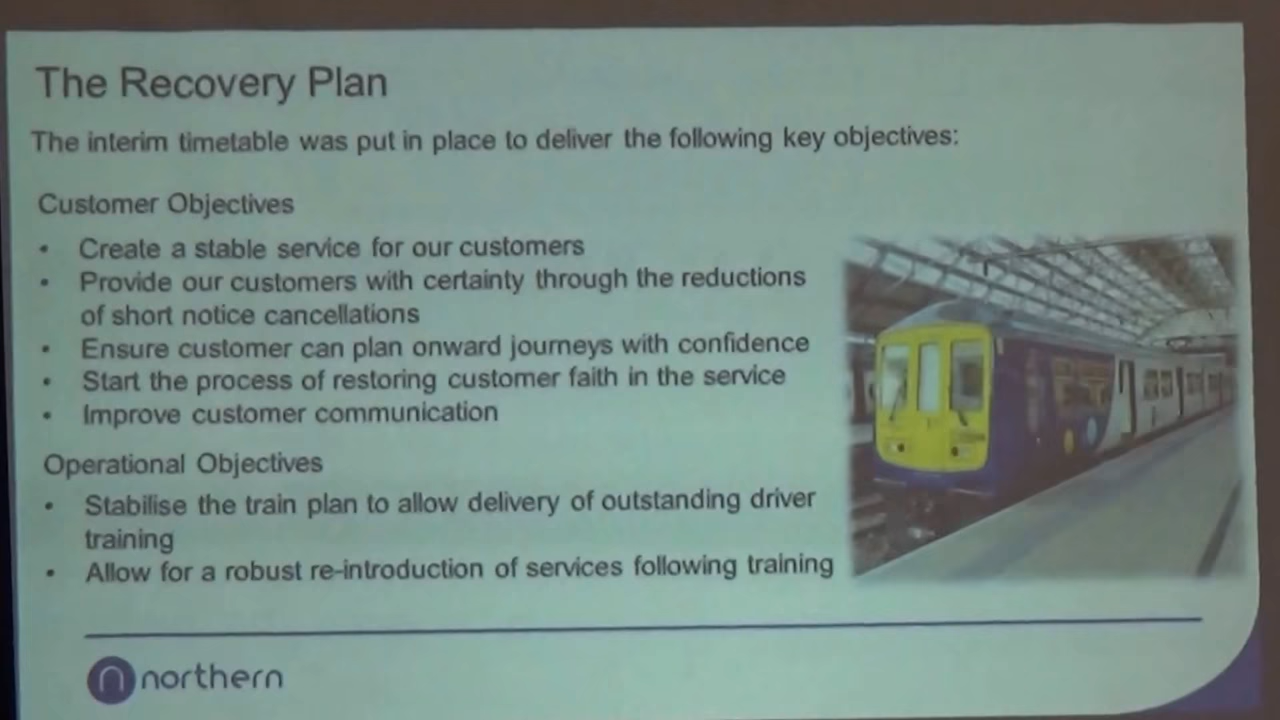 The Recovery Plan
The interim timetable was put in place to deliver the following key objectives:
Customer Objectives
• Create a stable service for our customers
• Provide our customers with certainty through the reductions
of short notice cancellations
• Ensure customer can plan onward journeys with confidence
• Start the process of restoring customer faith in the service
• Improve customer communication
Operational Objectives
• Stabilise the train plan to allow delivery of outstanding driver
training
• Allow for a robust re-introduction of services following training
northern